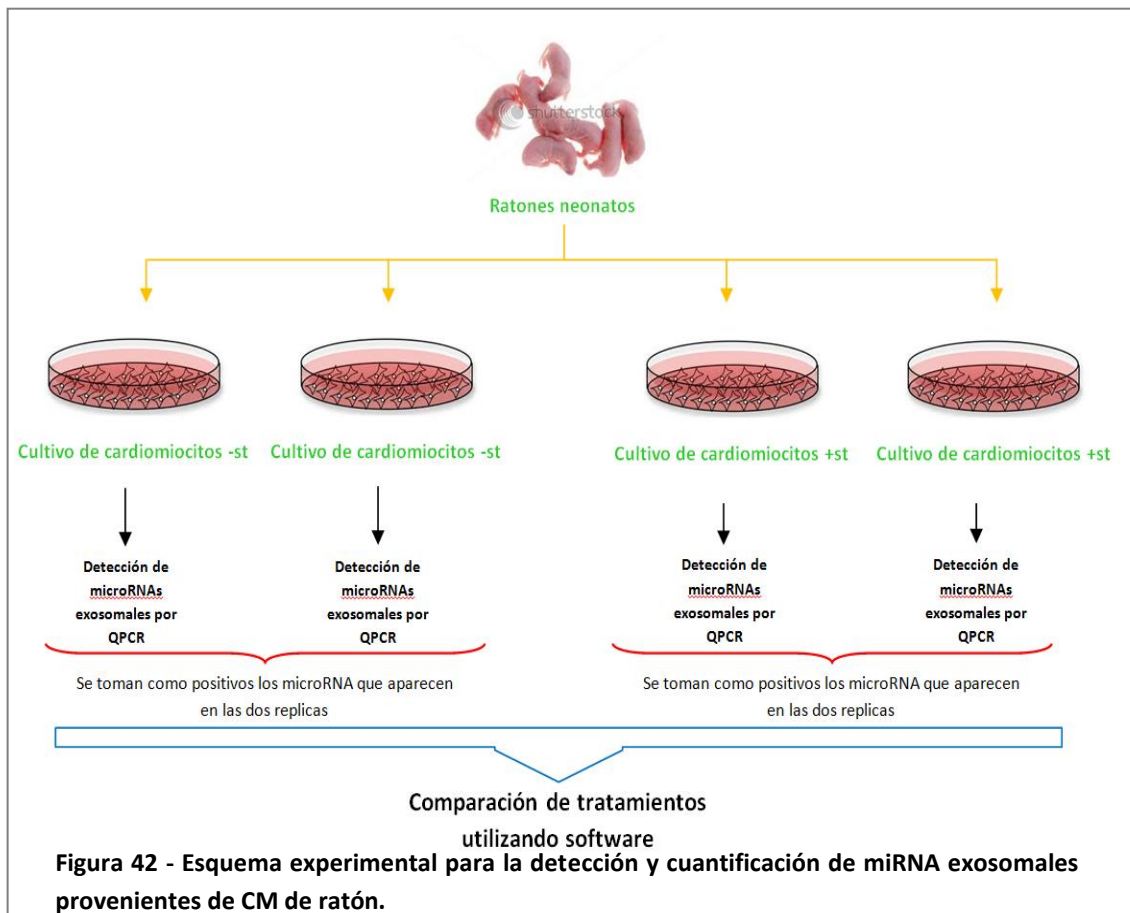 shutterstock
Ratones neonatos
Cultivo de cardiomiocitos -st
Cultivo de cardiomiocitos -st
Cultivo de cardiomiocitos +st
Cultivo de cardiomiocitos +st
Detección de
microRNAs
exosomales por
QPCR
Detección de
microRNAs
exosomales por
QPCR
Detección de
microRNAs
exosomales por
QPCR
Detección de
microRNAs
exosomales por
QPCR
Se toman como positivos los microRNA que aparecen
en las dos replicas
Se toman como positivos los microRNA que aparecen
en las dos replicas
Comparación de tratamientos
utilizando software
Figura 42 - Esquema experimental para la detección y cuantificación de miRNA exosomales
provenientes de CM de ratón.